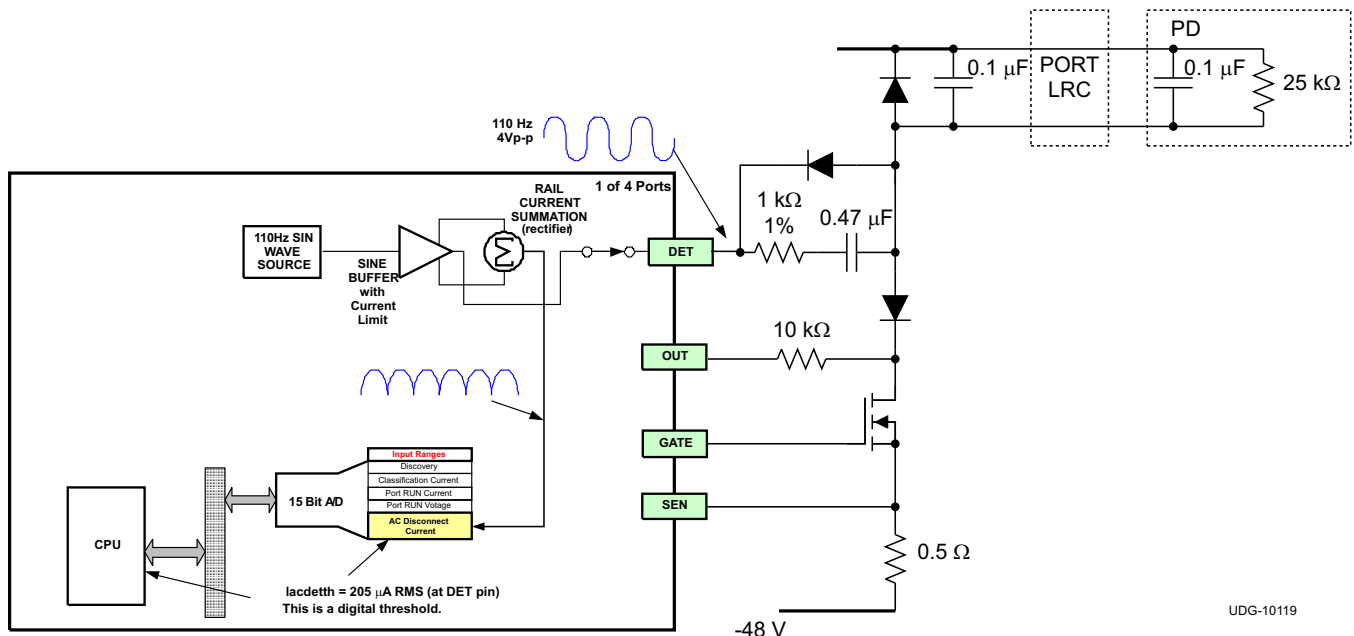 PD
0.1 μF
PORT
LRC
0.1 μF
25 kΩ
110 Hz
4Vp-p
1 of 4 Ports
RAIL
CURRENT
SUMMATION
(rectifier)
1 kΩ
1%
0.47 μF
110Hz SIN
WAVE
SOURCE
Σ
DET
SINE
BUFFER
with
Current
Limit
10 kΩ
OUT
GATE
Input Ranges
Discovery
Classification Current
Port RUN Current
Port RUN Votage
AC Disconnect
Current
15 Bit A/D
SEN
CPU
0.5 Ω
Iacdetth = 205 μA RMS (at DET pin)
This is a digital threshold.
-48 V
UDG-10119